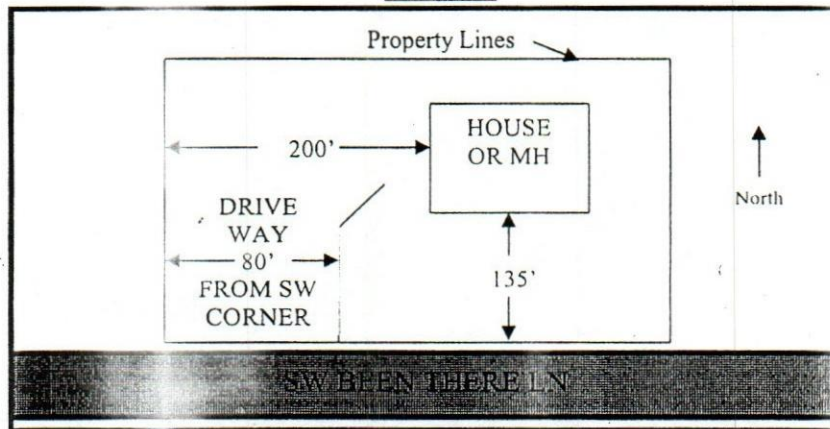 Property Lines
HOUSE
OR MH
200'
North
DRIVE
WAY
80'
FROM SW
CORNER
135'
SW BEEN THERE LN